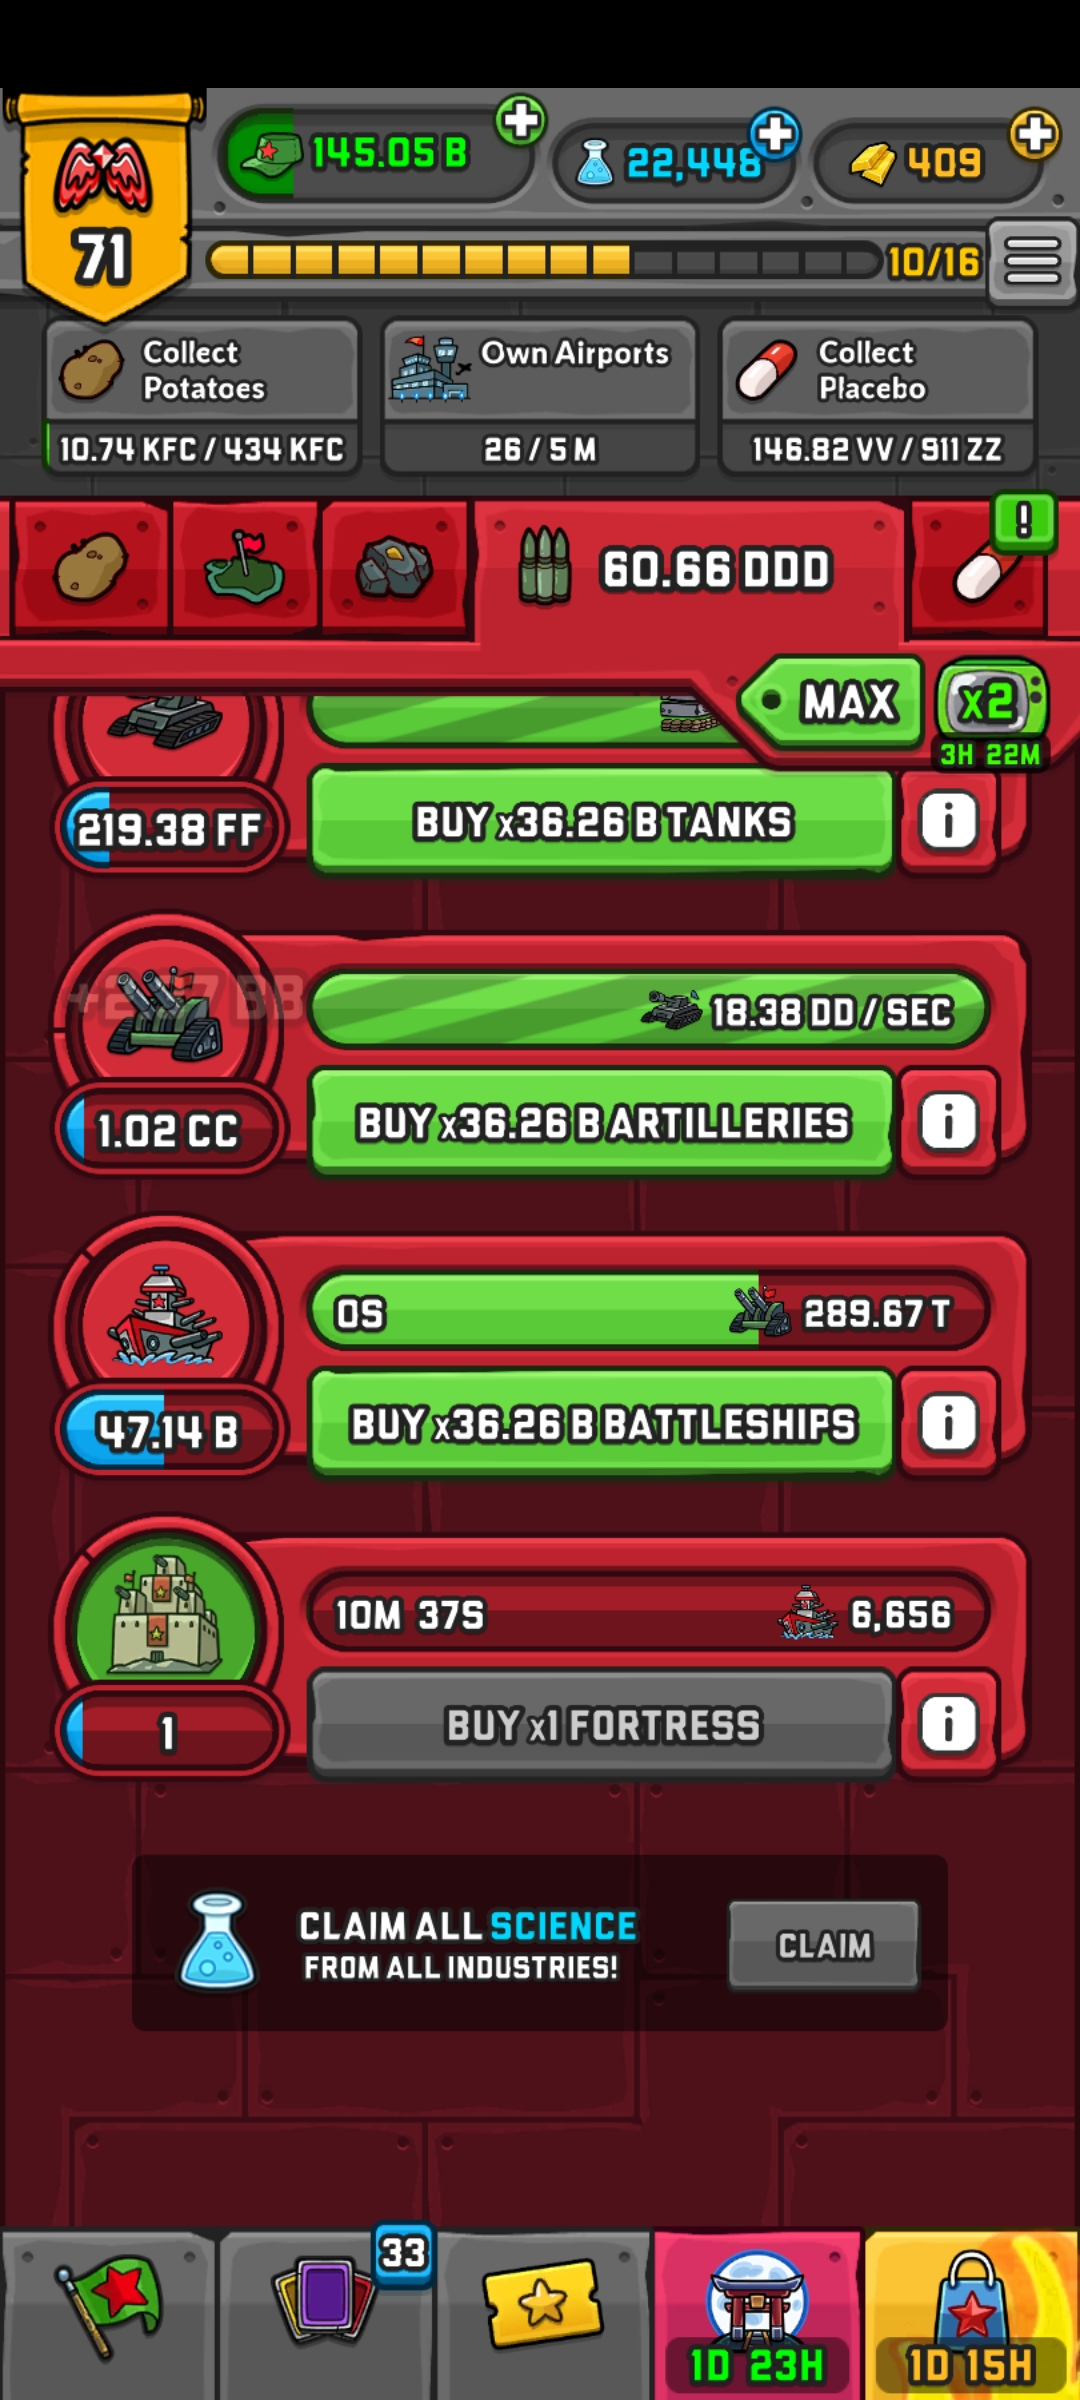 71
145.05 B
22,448
409
10/16
Collect
Potatoes
10.74 KFC / 434 KFC
Own Airports
26 / 5 M
Collect
Placebo
146.82 VV / 911 ZZ
60.66 DDD
!
MAX
x2
3H 22M
219.38 FF
BUY x36.26 B TANKS
i
18.38 DD / SEC
1.02 CC
BUY x36.26 B ARTILLERIES
i
0S
289.67 T
47.14 B
BUY x36.26 B BATTLESHIPS
i
10M 37S
6,656
1
BUY x1 FORTRESS
i
CLAIM ALL SCIENCE
FROM ALL INDUSTRIES!
CLAIM
33
1D 23H
1D 15H